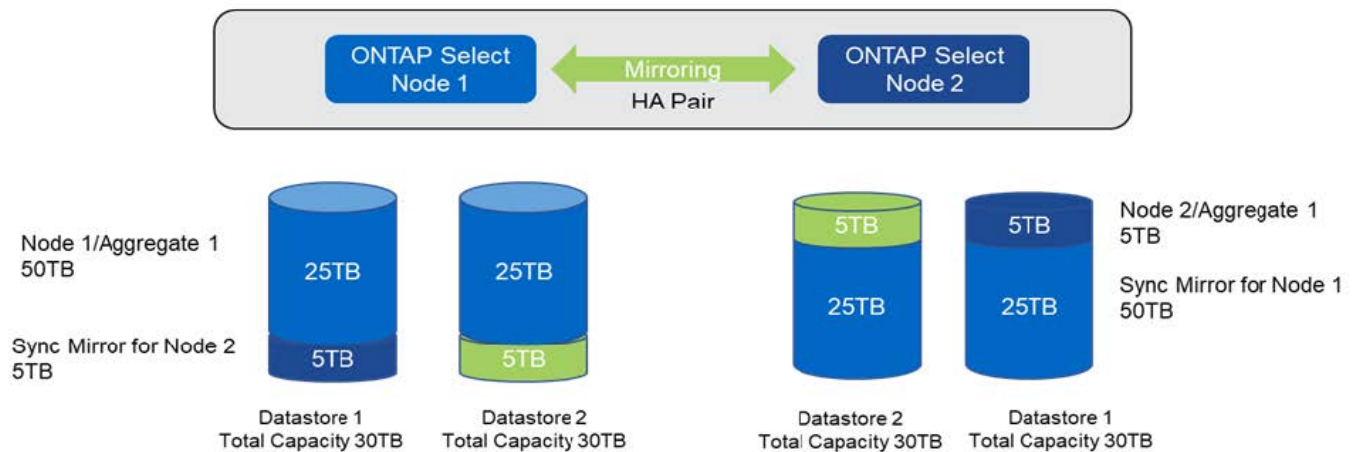 ONTAP Select
Node 1
Mirroring
HA Pair
ONTAP Select
Node 2
Node 1/Aggregate 1
50TB
Sync Mirror for Node 2
5TB
25TB
5TB
25TB
5TB
5TB
25TB
5TB
25TB
Node 2/Aggregate 1
5TB
Sync Mirror for Node 1
50TB
Datastore 1
Total Capacity 30TB
Datastore 2
Total Capacity 30TB
Datastore 2
Total Capacity 30TB
Datastore 1
Total Capacity 30TB